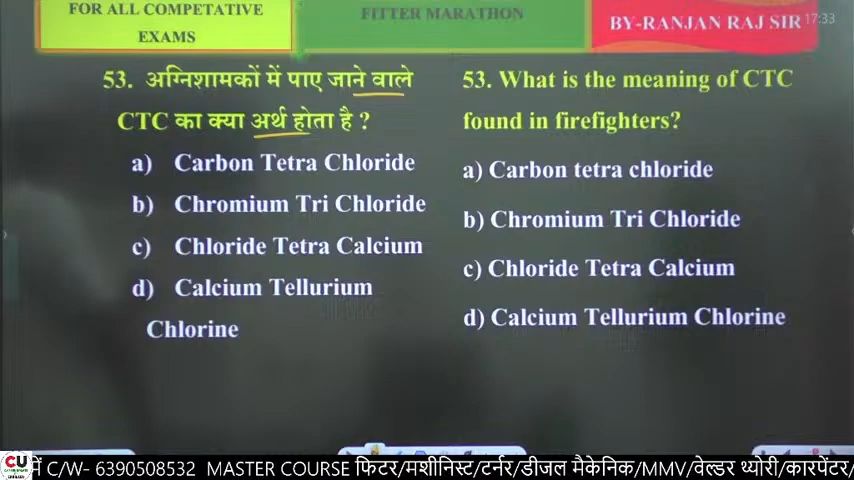 FOR ALL COMPETATIVE
EXAMS
FITTER MARATHON
BY-RANJAN RAJ SIR
17:33
53. अग्निशामकों में पाए जाने वाले
CTC का क्या अर्थ होता है ?
a) Carbon Tetra Chloride
b) Chromium Tri Chloride
c) Chloride Tetra Calcium
d) Calcium Tellurium
Chlorine
53. What is the meaning of CTC
found in firefighters?
a) Carbon tetra chloride
b) Chromium Tri Chloride
c) Chloride Tetra Calcium
d) Calcium Tellurium Chlorine
CU
में C/W- 6390508532 MASTER COURSE फिटर/मशीनिस्ट/टर्नर/डीजल मैकेनिक/MMV/वेल्डर थ्योरी/कारपेंटर/